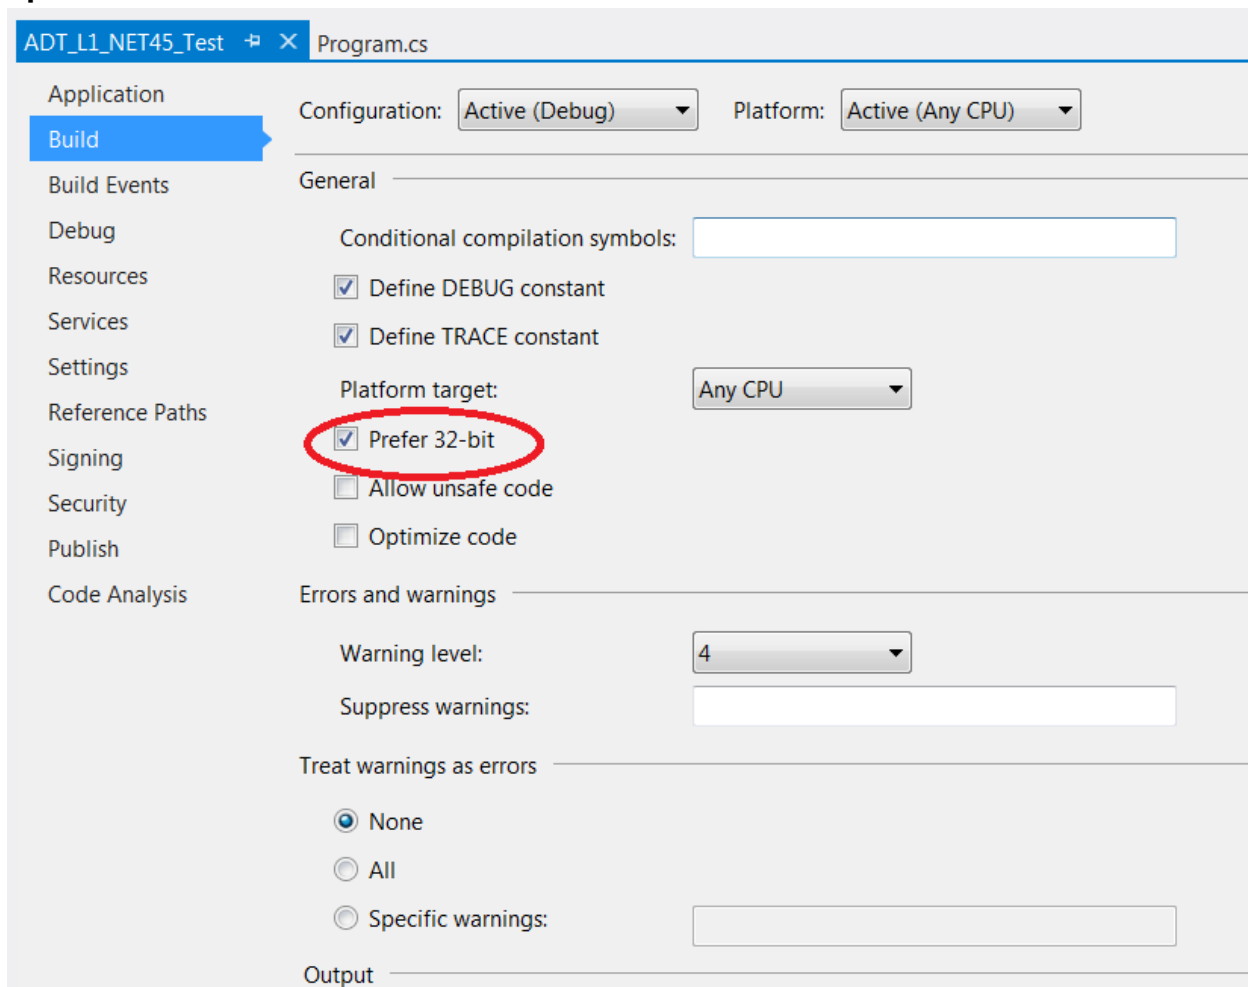 ADT_L1_NET45_Test
Program.cs
Application
Build
Build Events
Debug
Resources
Services
Settings
Reference Paths
Signing
Security
Publish
Code Analysis
Configuration: Active (Debug) Platform: Active (Any CPU)
General
Conditional compilation symbols:
Define DEBUG constant
Define TRACE constant
Platform target: Any CPU
Prefer 32-bit
Allow unsafe code
Optimize code
Errors and warnings
Warning level: 4
Suppress warnings:
Treat warnings as errors
None
All
Specific warnings:
Output